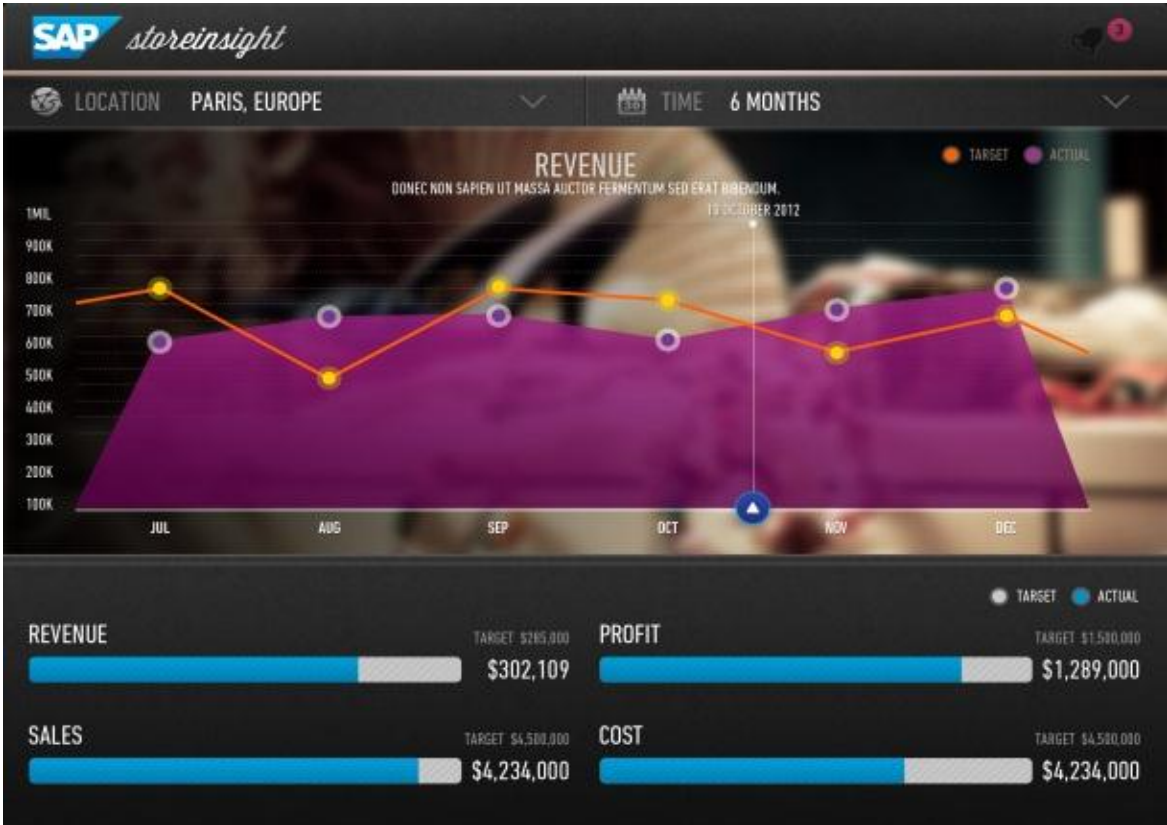 SAP storeinsight
3
LOCATION PARIS, EUROPE
30 TIME 6 MONTHS
REVENUE
DONEC NON SAPIEN UT MASSA AUCTOR FERMENTUM SED ERAT BIBENDUM.
TARGET ACTUAL
OCTOBER 2012
1MIL
900K
800K
700K
600K
500K
400K
300K
200K
100K
JUL AUG SEP OCT NOV DEC
TARGET ACTUAL
REVENUE
TARGET $285,000
$302,109
PROFIT
TARGET $1,500,000
$1,289,000
SALES
TARGET $4,500,000
$4,234,000
COST
TARGET $4,500,000
$4,234,000